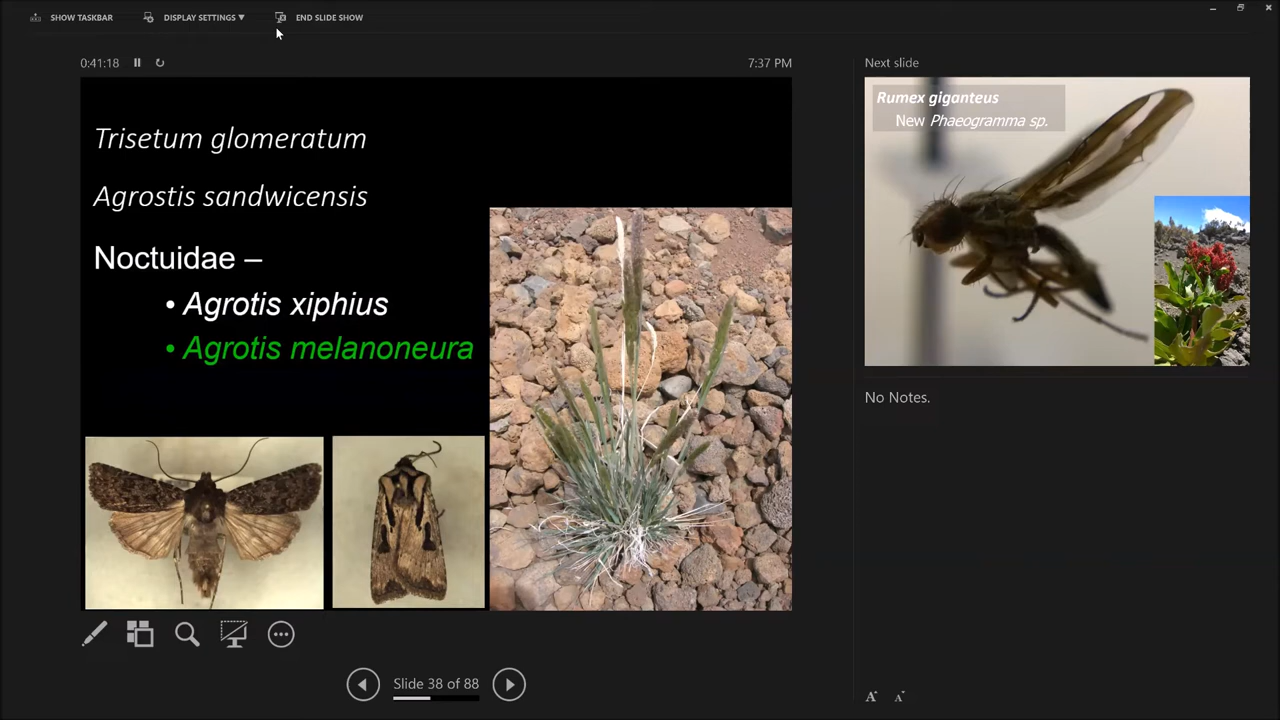 SHOW TASKBAR
DISPLAY SETTINGS ▼
END SLIDE SHOW
0:41:18
7:37 PM
Trisetum glomeratum
Agrostis sandwicensis
Noctuidae –
• Agrotis xiphius
• Agrotis melanoneura
Slide 38 of 88
Next slide
Rumex giganteus
New Phaeogramma sp.
No Notes.
A A